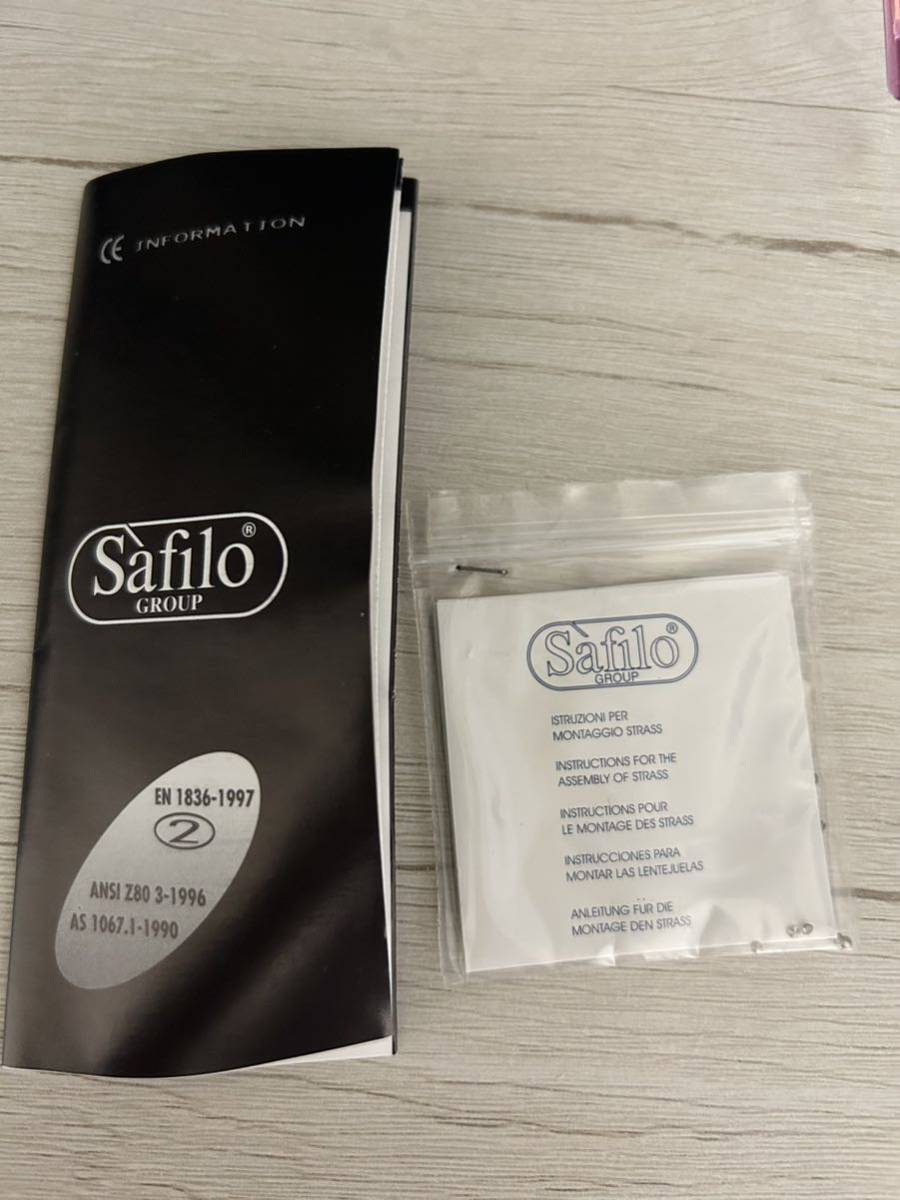 CE INFORMATION
Sàfilo®
GROUP
EN 1836-1997
2
ANSI Z80 3-1996
AS 1067.1-1990
Sàfilo®
GROUP
ISTRUZIONI PER
MONTAGGIO STRASS
INSTRUCTIONS FOR THE
ASSEMBLY OF STRASS
INSTRUCTIONS POUR
LE MONTAGE DES STRASS
INSTRUCCIONES PARA
MONTAR LAS LENTEJUELAS
ANLEITUNG FÜR DIE
MONTAGE DEN STRASS